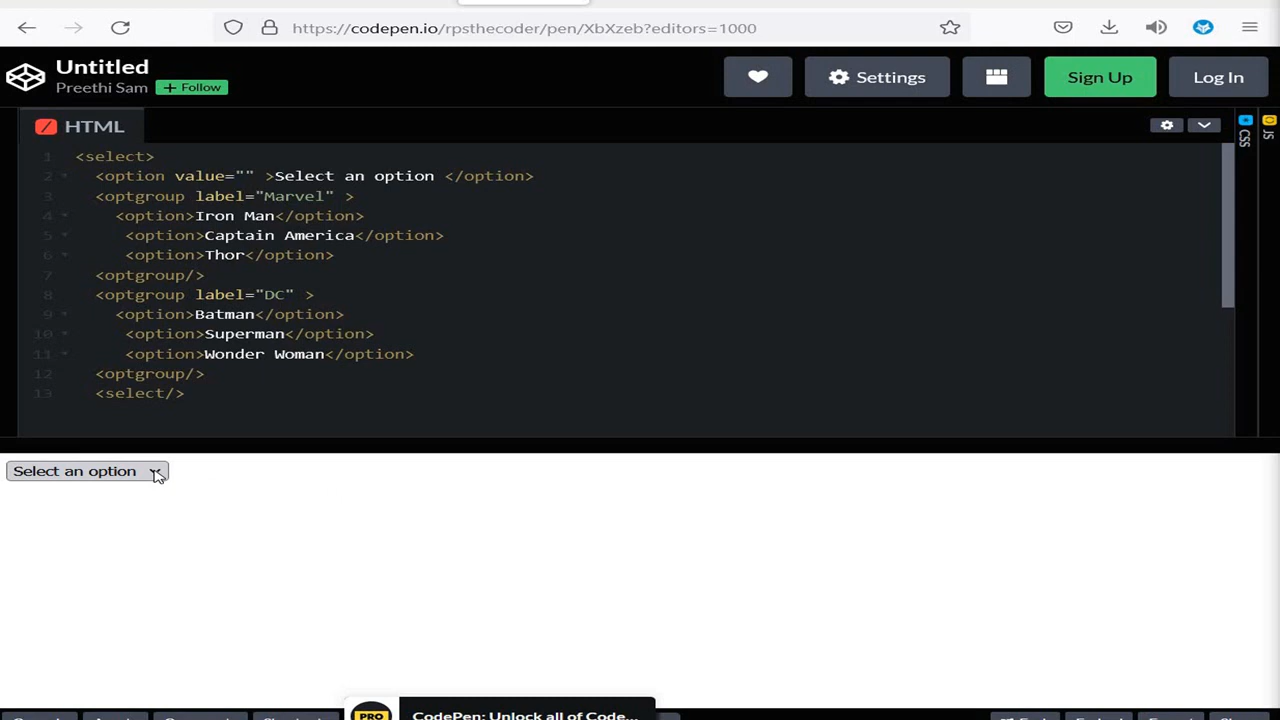 https://codepen.io/rpsthecoder/pen/XbXzeb?editors=1000
Untitled
Preethi Sam + Follow
Settings
Sign Up
Log In
/ HTML
CSS
JS
1 <select>
2 <option value="" >Select an option </option>
3 <optgroup label="Marvel" >
4 <option>Iron Man</option>
5 <option>Captain America</option>
6 <option>Thor</option>
7 <optgroup/>
8 <optgroup label="DC" >
9 <option>Batman</option>
10 <option>Superman</option>
11 <option>Wonder Woman</option>
12 <optgroup/>
13 <select/>
Select an option
PRO CodePen: Unlock all of Code...